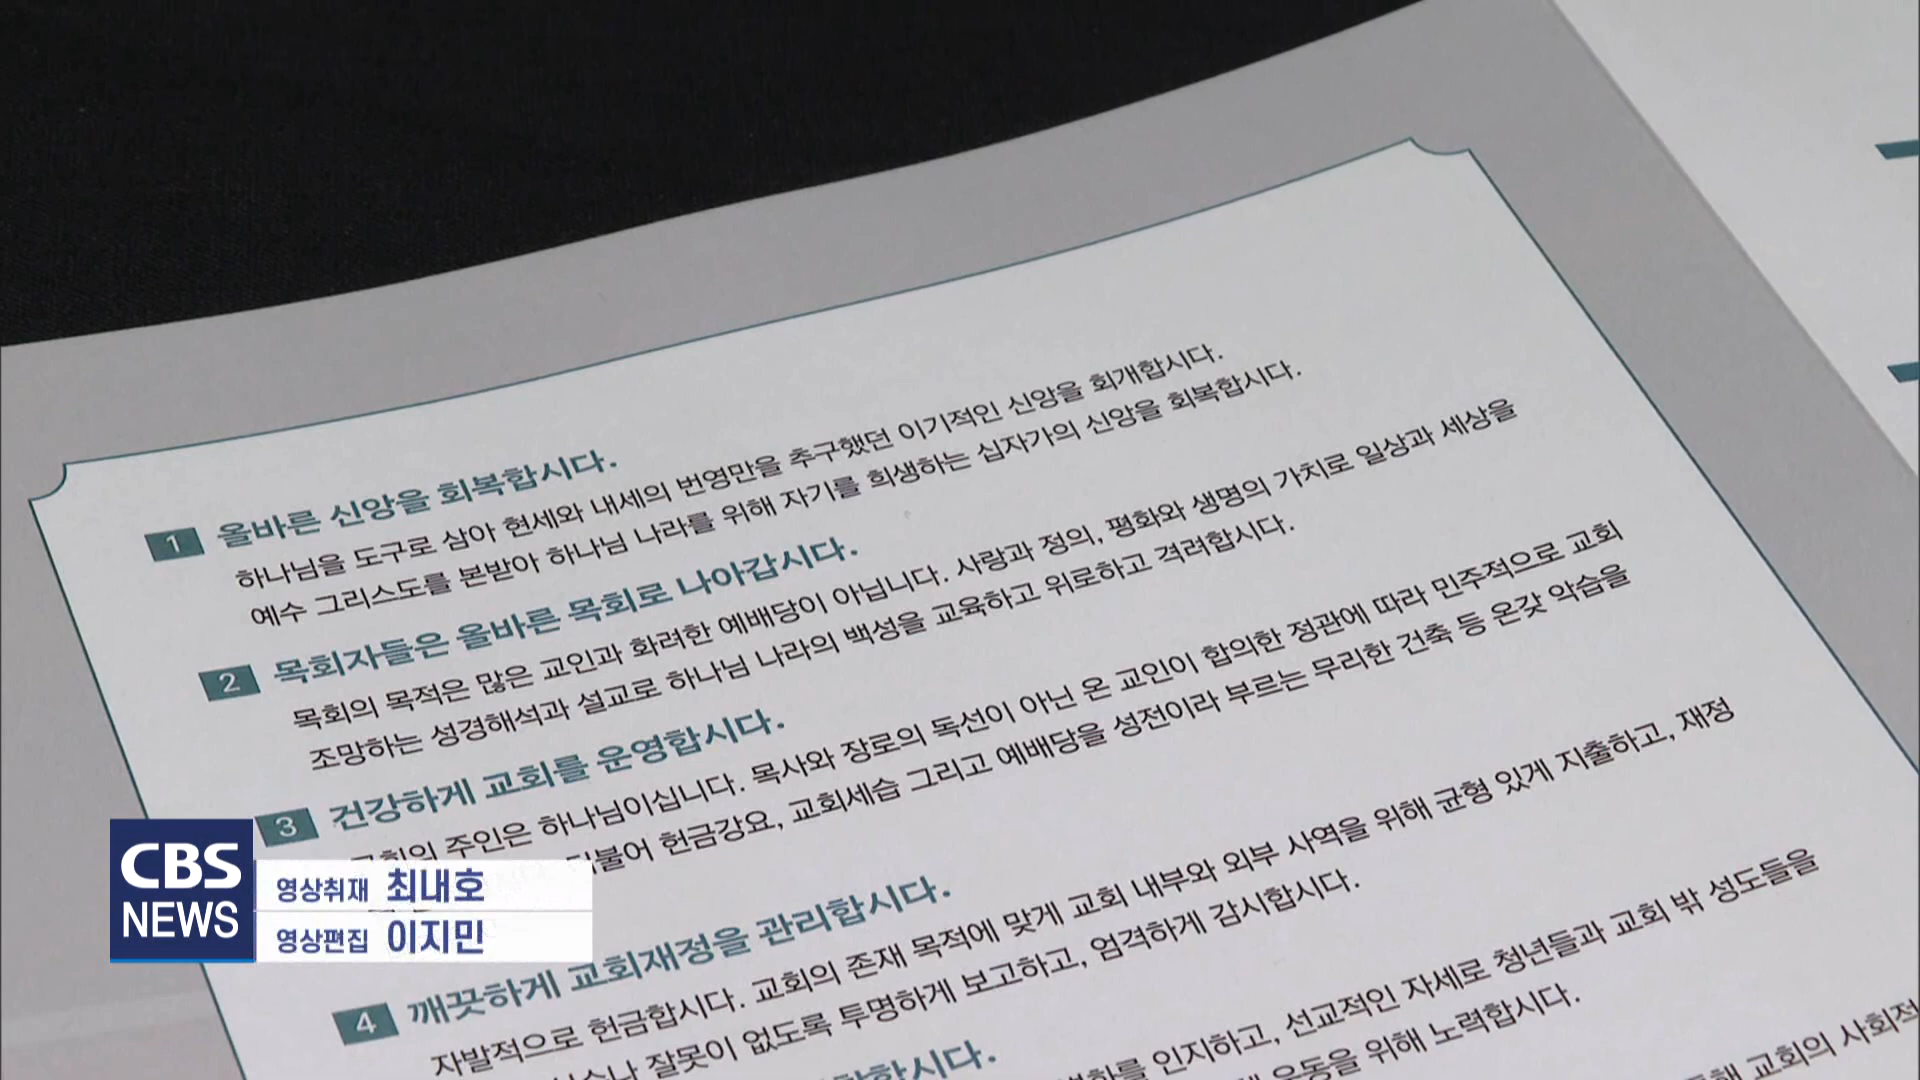 1 올바른 신앙을 회복합시다.
하나님을 도구로 삼아 현세와 내세의 번영만을 추구했던 이기적인 신앙을 회개합시다.
예수 그리스도를 본받아 하나님 나라를 위해 자기를 희생하는 십자가의 신앙을 회복합시다.
2 목회자들은 올바른 목회로 나아갑시다.
목회의 목적은 많은 교인과 화려한 예배당이 아닙니다. 사랑과 정의, 평화와 생명의 가치로 일상과 세상을
조망하는 성경해석과 설교로 하나님 나라의 백성을 교육하고 위로하고 격려합시다.
3 건강하게 교회를 운영합시다.
교회의 주인은 하나님이십니다. 목사와 장로의 독선이 아닌 온 교인이 합의한 정관에 따라 민주적으로 교회
더불어 헌금강요, 교회세습 그리고 예배당을 성전이라 부르는 무리한 건축 등 온갖 악습을
4 깨끗하게 교회재정을 관리합시다.
자발적으로 헌금합시다. 교회의 존재 목적에 맞게 교회 내부와 외부 사역을 위해 균형 있게 지출하고, 재정
잘못이 없도록 투명하게 보고하고, 엄격하게 감시합시다.
인지하고, 선교적인 자세로 청년들과 교회 밖 성도들을
운동을 위해 노력합시다.
교회의 사회적
CBS
NEWS
영상취재 최내호
영상편집 이지민